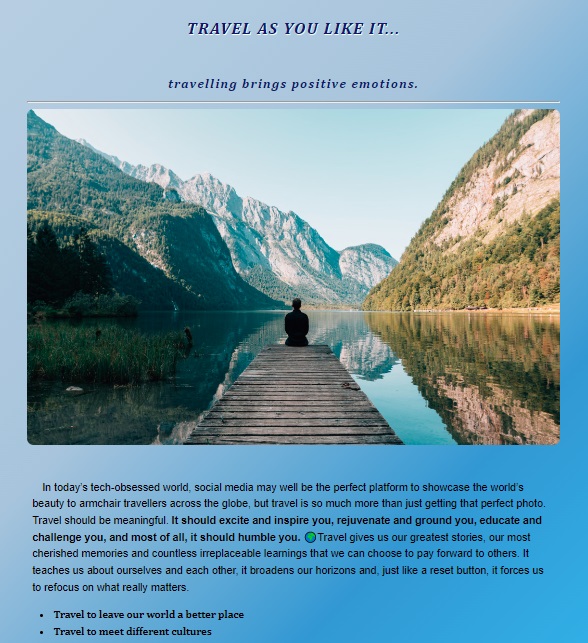 TRAVEL AS YOU LIKE IT...
travelling brings positive emotions.
In today's tech-obsessed world, social media may well be the perfect platform to showcase the world's
beauty to armchair travellers across the globe, but travel is so much more than just getting that perfect photo.
Travel should be meaningful. It should excite and inspire you, rejuvenate and ground you, educate and
challenge you, and most of all, it should humble you. 🌍Travel gives us our greatest stories, our most
cherished memories and countless irreplaceable learnings that we can choose to pay forward to others. It
teaches us about ourselves and each other, it broadens our horizons and, just like a reset button, it forces us
to refocus on what really matters.
• Travel to leave our world a better place
• Travel to meet different cultures